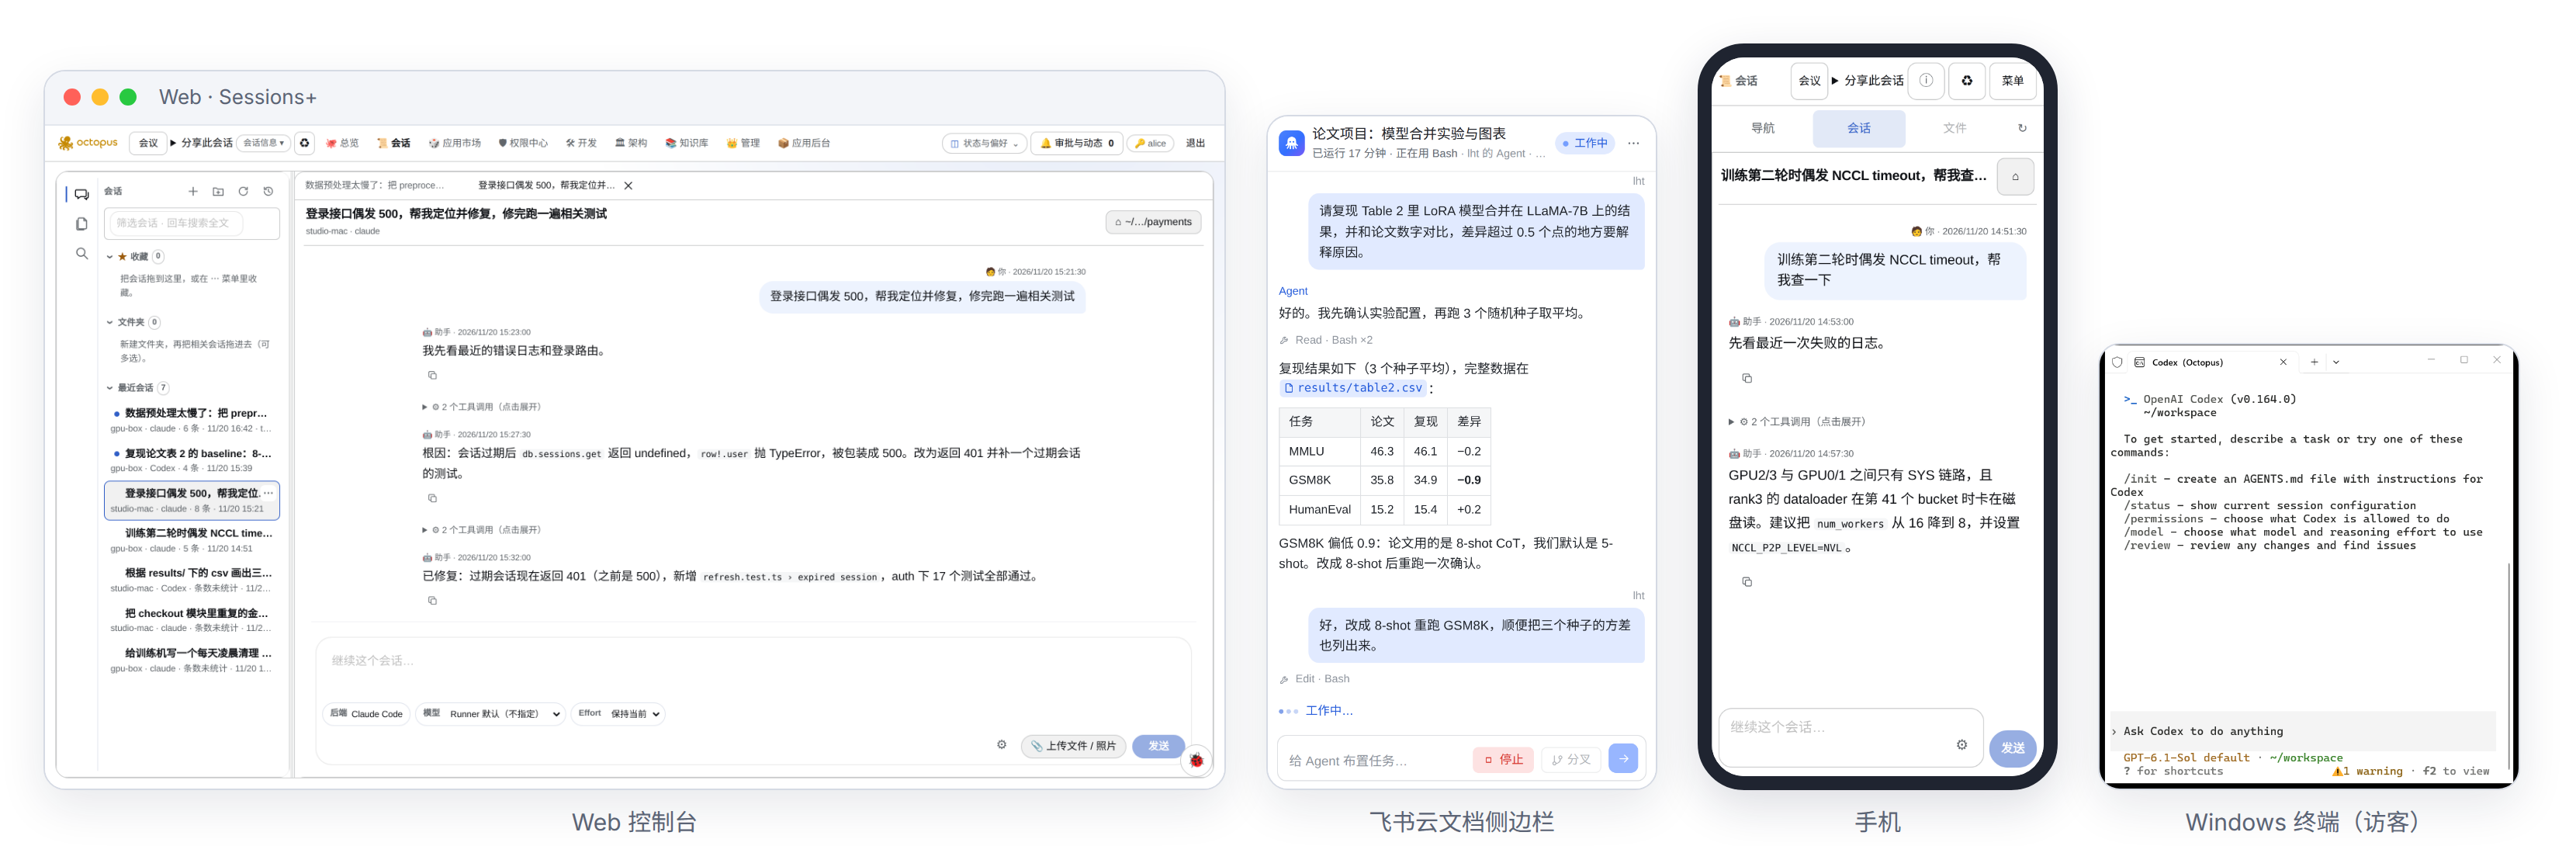 Web · Sessions+
octopus 会议 ▶ 分享此会话 会话信息 ▾ 总览 会话 应用市场 权限中心 开发 架构 知识库 管理 应用后台 状态与偏好 审批与动态 0 alice 退出
会话
筛选会话 · 回车搜索全文
★ 收藏 0
把会话拖到这里，或在 ··· 菜单里收
藏。
文件夹 0
新建文件夹，再把相关会话拖进去（可
多选）。
最近会话 7
数据预处理太慢了：把 prepr...
gpu-box · claude · 6 条 · 11/20 16:42 · t...
复现论文表 2 的 baseline：8-...
gpu-box · Codex · 4 条 · 11/20 15:39
登录接口偶发 500，帮我定位. ···
studio-mac · claude · 8 条 · 11/20 15:21
训练第二轮时偶发 NCCL time...
gpu-box · claude · 5 条 · 11/20 14:51
根据 results/ 下的 csv 画出三...
studio-mac · Codex · 条数未统计 · 11/2...
把 checkout 模块里重复的金...
studio-mac · claude · 条数未统计 · 11/2...
给训练机写一个每天凌晨清理 ...
gpu-box · claude · 条数未统计 · 11/20 1...
数据预处理太慢了：把 preproce... 登录接口偶发 500，帮我定位并...
登录接口偶发 500，帮我定位并修复，修完跑一遍相关测试
studio-mac · claude
⌂ ~/…/payments
你 · 2026/11/20 15:21:30
登录接口偶发 500，帮我定位并修复，修完跑一遍相关测试
助手 · 2026/11/20 15:23:00
我先看最近的错误日志和登录路由。
▶ ⚙ 2 个工具调用（点击展开）
助手 · 2026/11/20 15:27:30
根因：会话过期后 db.sessions.get 返回 undefined，row!.user 抛 TypeError，被包装成 500。改为返回 401 并补一个过期会话
的测试。
▶ ⚙ 2 个工具调用（点击展开）
助手 · 2026/11/20 15:32:00
已修复：过期会话现在返回 401（之前是 500），新增 refresh.test.ts › expired session，auth 下 17 个测试全部通过。
继续这个会话...
后端 Claude Code 模型 Runner 默认（不指定） Effort 保持当前
上传文件 / 照片 发送
Web 控制台
论文项目：模型合并实验与图表
已运行 17 分钟 · 正在用 Bash · lht 的 Agent · ...
工作中 ···
lht
请复现 Table 2 里 LoRA 模型合并在 LLaMA-7B 上的结
果，并和论文数字对比，差异超过 0.5 个点的地方要解
释原因。
Agent
好的。我先确认实验配置，再跑 3 个随机种子取平均。
Read · Bash ×2
复现结果如下（3 个种子平均），完整数据在
results/table2.csv：
任务 论文 复现 差异
MMLU 46.3 46.1 −0.2
GSM8K 35.8 34.9 −0.9
HumanEval 15.2 15.4 +0.2
GSM8K 偏低 0.9：论文用的是 8-shot CoT，我们默认是 5-
shot。改成 8-shot 后重跑一次确认。
lht
好，改成 8-shot 重跑 GSM8K，顺便把三个种子的方差
也列出来。
Edit · Bash
工作中...
给 Agent 布置任务... 停止 分叉
飞书云文档侧边栏
会话 会议 ▶ 分享此会话 ⓘ 菜单
导航 会话 文件 ↻
训练第二轮时偶发 NCCL timeout，帮我查...
你 · 2026/11/20 14:51:30
训练第二轮时偶发 NCCL timeout，帮
我查一下
助手 · 2026/11/20 14:53:00
先看最近一次失败的日志。
▶ ⚙ 2 个工具调用（点击展开）
助手 · 2026/11/20 14:57:30
GPU2/3 与 GPU0/1 之间只有 SYS 链路，且
rank3 的 dataloader 在第 41 个 bucket 时卡在磁
盘读。建议把 num_workers 从 16 降到 8，并设置
NCCL_P2P_LEVEL=NVL。
继续这个会话...
发送
手机
Codex (Octopus)
>_ OpenAI Codex (v0.164.0)
~/workspace
To get started, describe a task or try one of these
commands:
/init - create an AGENTS.md file with instructions for
Codex
/status - show current session configuration
/permissions - choose what Codex is allowed to do
/model - choose what model and reasoning effort to use
/review - review any changes and find issues
› Ask Codex to do anything
GPT-6.1-Sol default · ~/workspace
? for shortcuts ⚠1 warning · f2 to view
Windows 终端（访客）